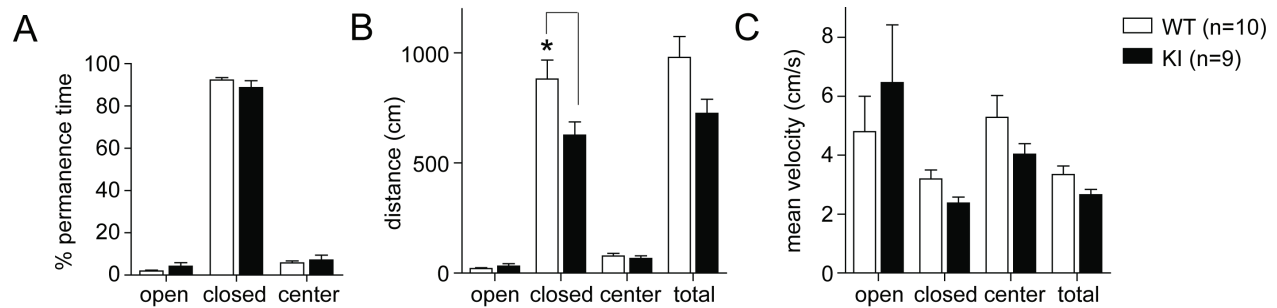 A
% permanence time
100
80
60
40
20
0
open closed center
B
distance (cm)
1000
500
0
*
open closed center total
C
mean velocity (cm/s)
8
6
4
2
0
open closed center total
WT (n=10)
KI (n=9)